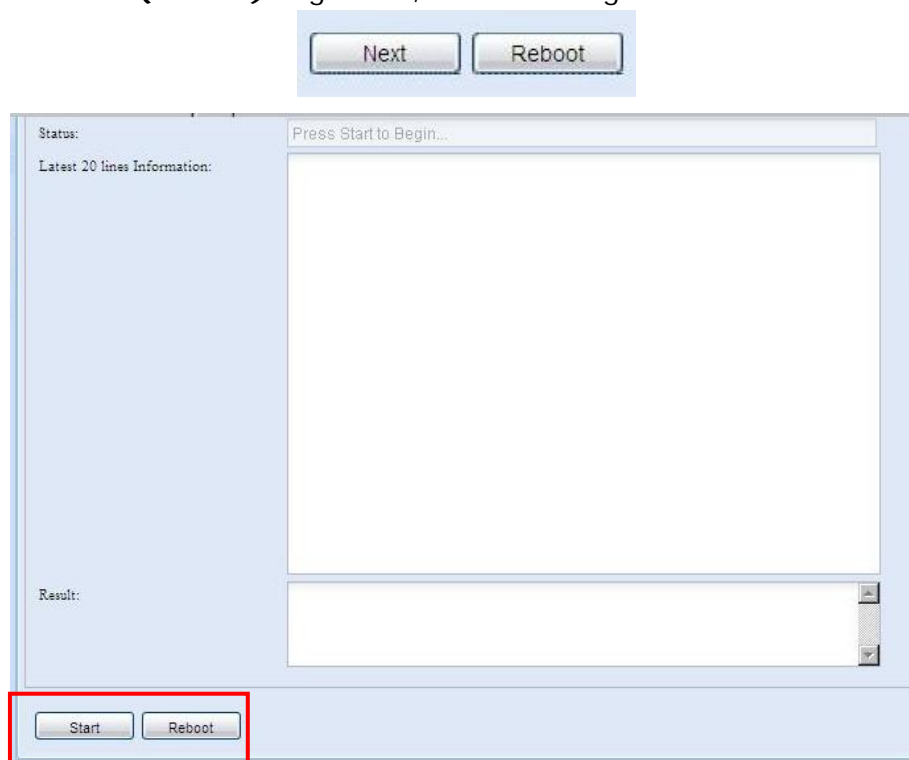 Next Reboot
Status: Press Start to Begin...
Latest 20 lines Information:
Result:
Start Reboot